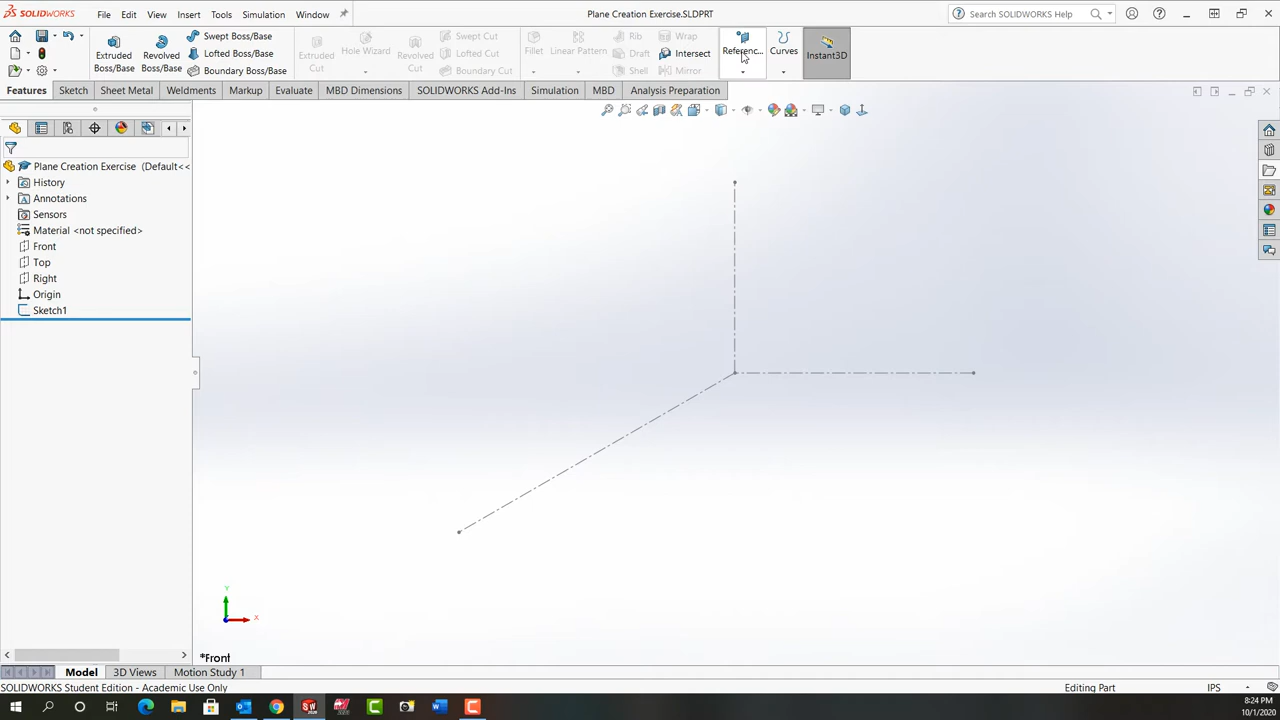 SOLIDWORKS File Edit View Insert Tools Simulation Window Plane Creation Exercise.SLDPRT Search SOLIDWORKS Help
Extruded Boss/Base
Revolved Boss/Base
Swept Boss/Base
Lofted Boss/Base
Boundary Boss/Base
Extruded Cut
Hole Wizard
Revolved Cut
Swept Cut
Lofted Cut
Boundary Cut
Fillet
Linear Pattern
Rib
Draft
Shell
Wrap
Intersect
Mirror
Referenc...
Curves
Instant3D
Features Sketch Sheet Metal Weldments Markup Evaluate MBD Dimensions SOLIDWORKS Add-Ins Simulation MBD Analysis Preparation
Plane Creation Exercise (Default<<
History
Annotations
Sensors
Material <not specified>
Front
Top
Right
Origin
Sketch1
Y
X
*Front
Model 3D Views Motion Study 1
SOLIDWORKS Student Edition - Academic Use Only Editing Part IPS
8:24 PM
10/1/2020